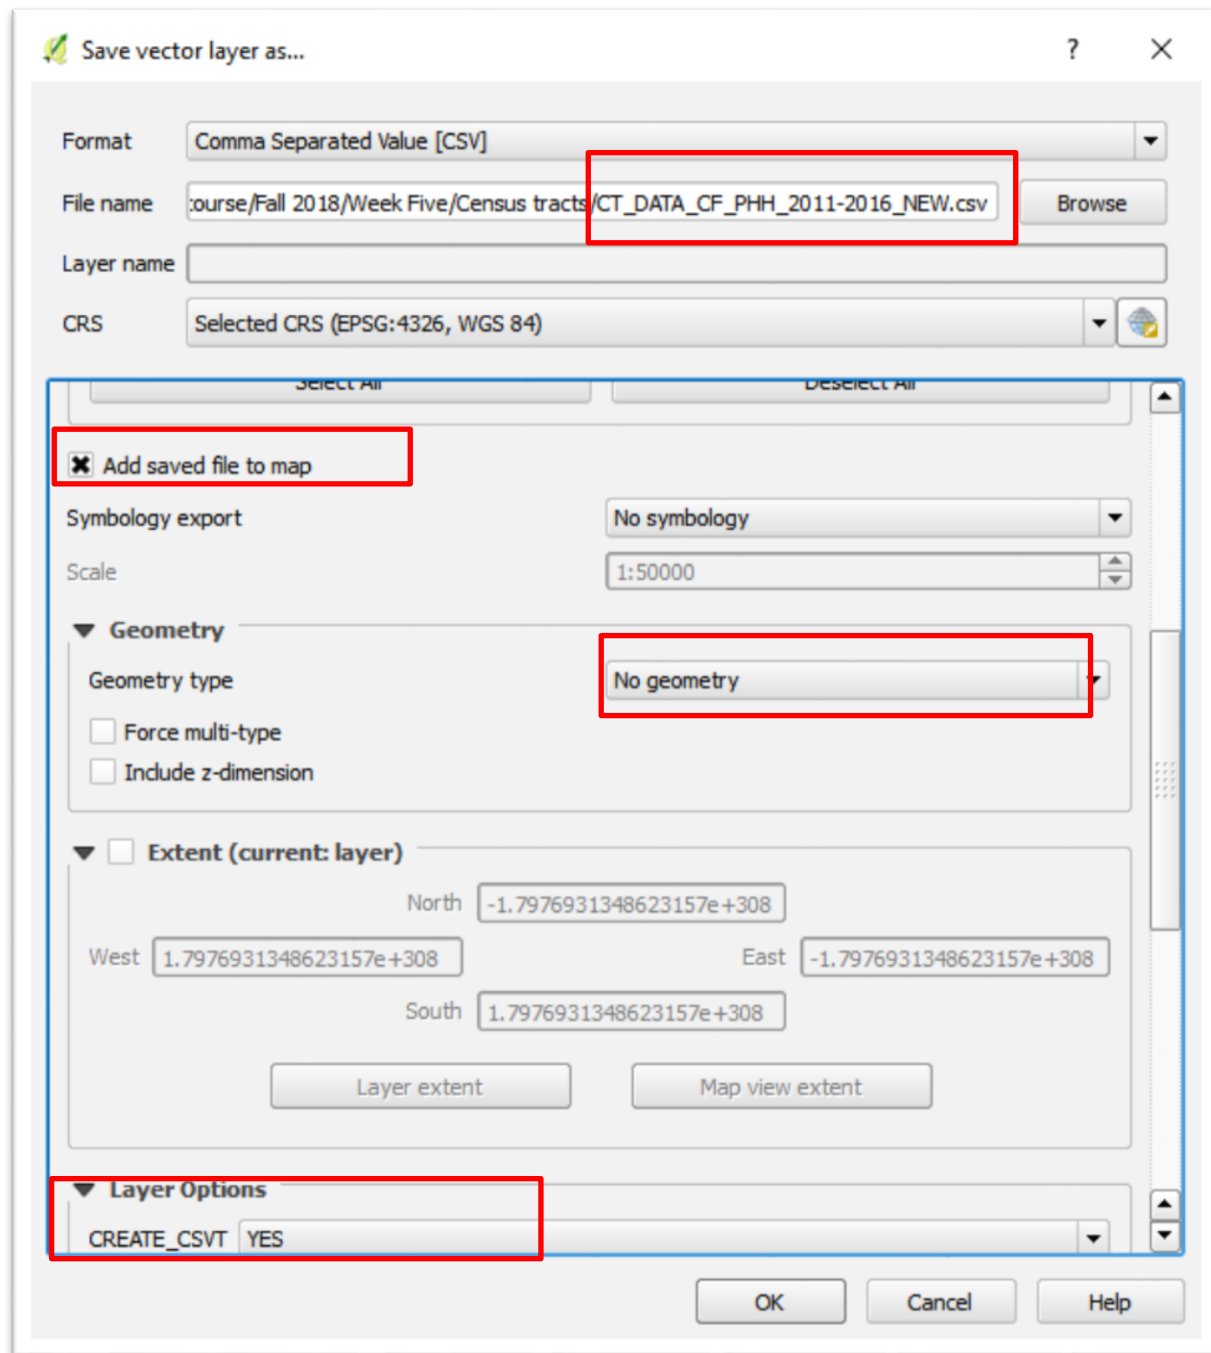 Save vector layer as...
?
Format Comma Separated Value [CSV]
File name :ourse/Fall 2018/Week Five/Census tracts/CT_DATA_CF_PHH_2011-2016_NEW.csv Browse
Layer name
CRS Selected CRS (EPSG:4326, WGS 84)
Select All Deselect All
Add saved file to map
Symbology export No symbology
Scale 1:50000
Geometry
Geometry type No geometry
Force multi-type
Include z-dimension
Extent (current: layer)
North -1.7976931348623157e+308
West 1.7976931348623157e+308 East -1.7976931348623157e+308
South 1.7976931348623157e+308
Layer extent Map view extent
Layer Options
CREATE_CSVT YES
OK Cancel Help